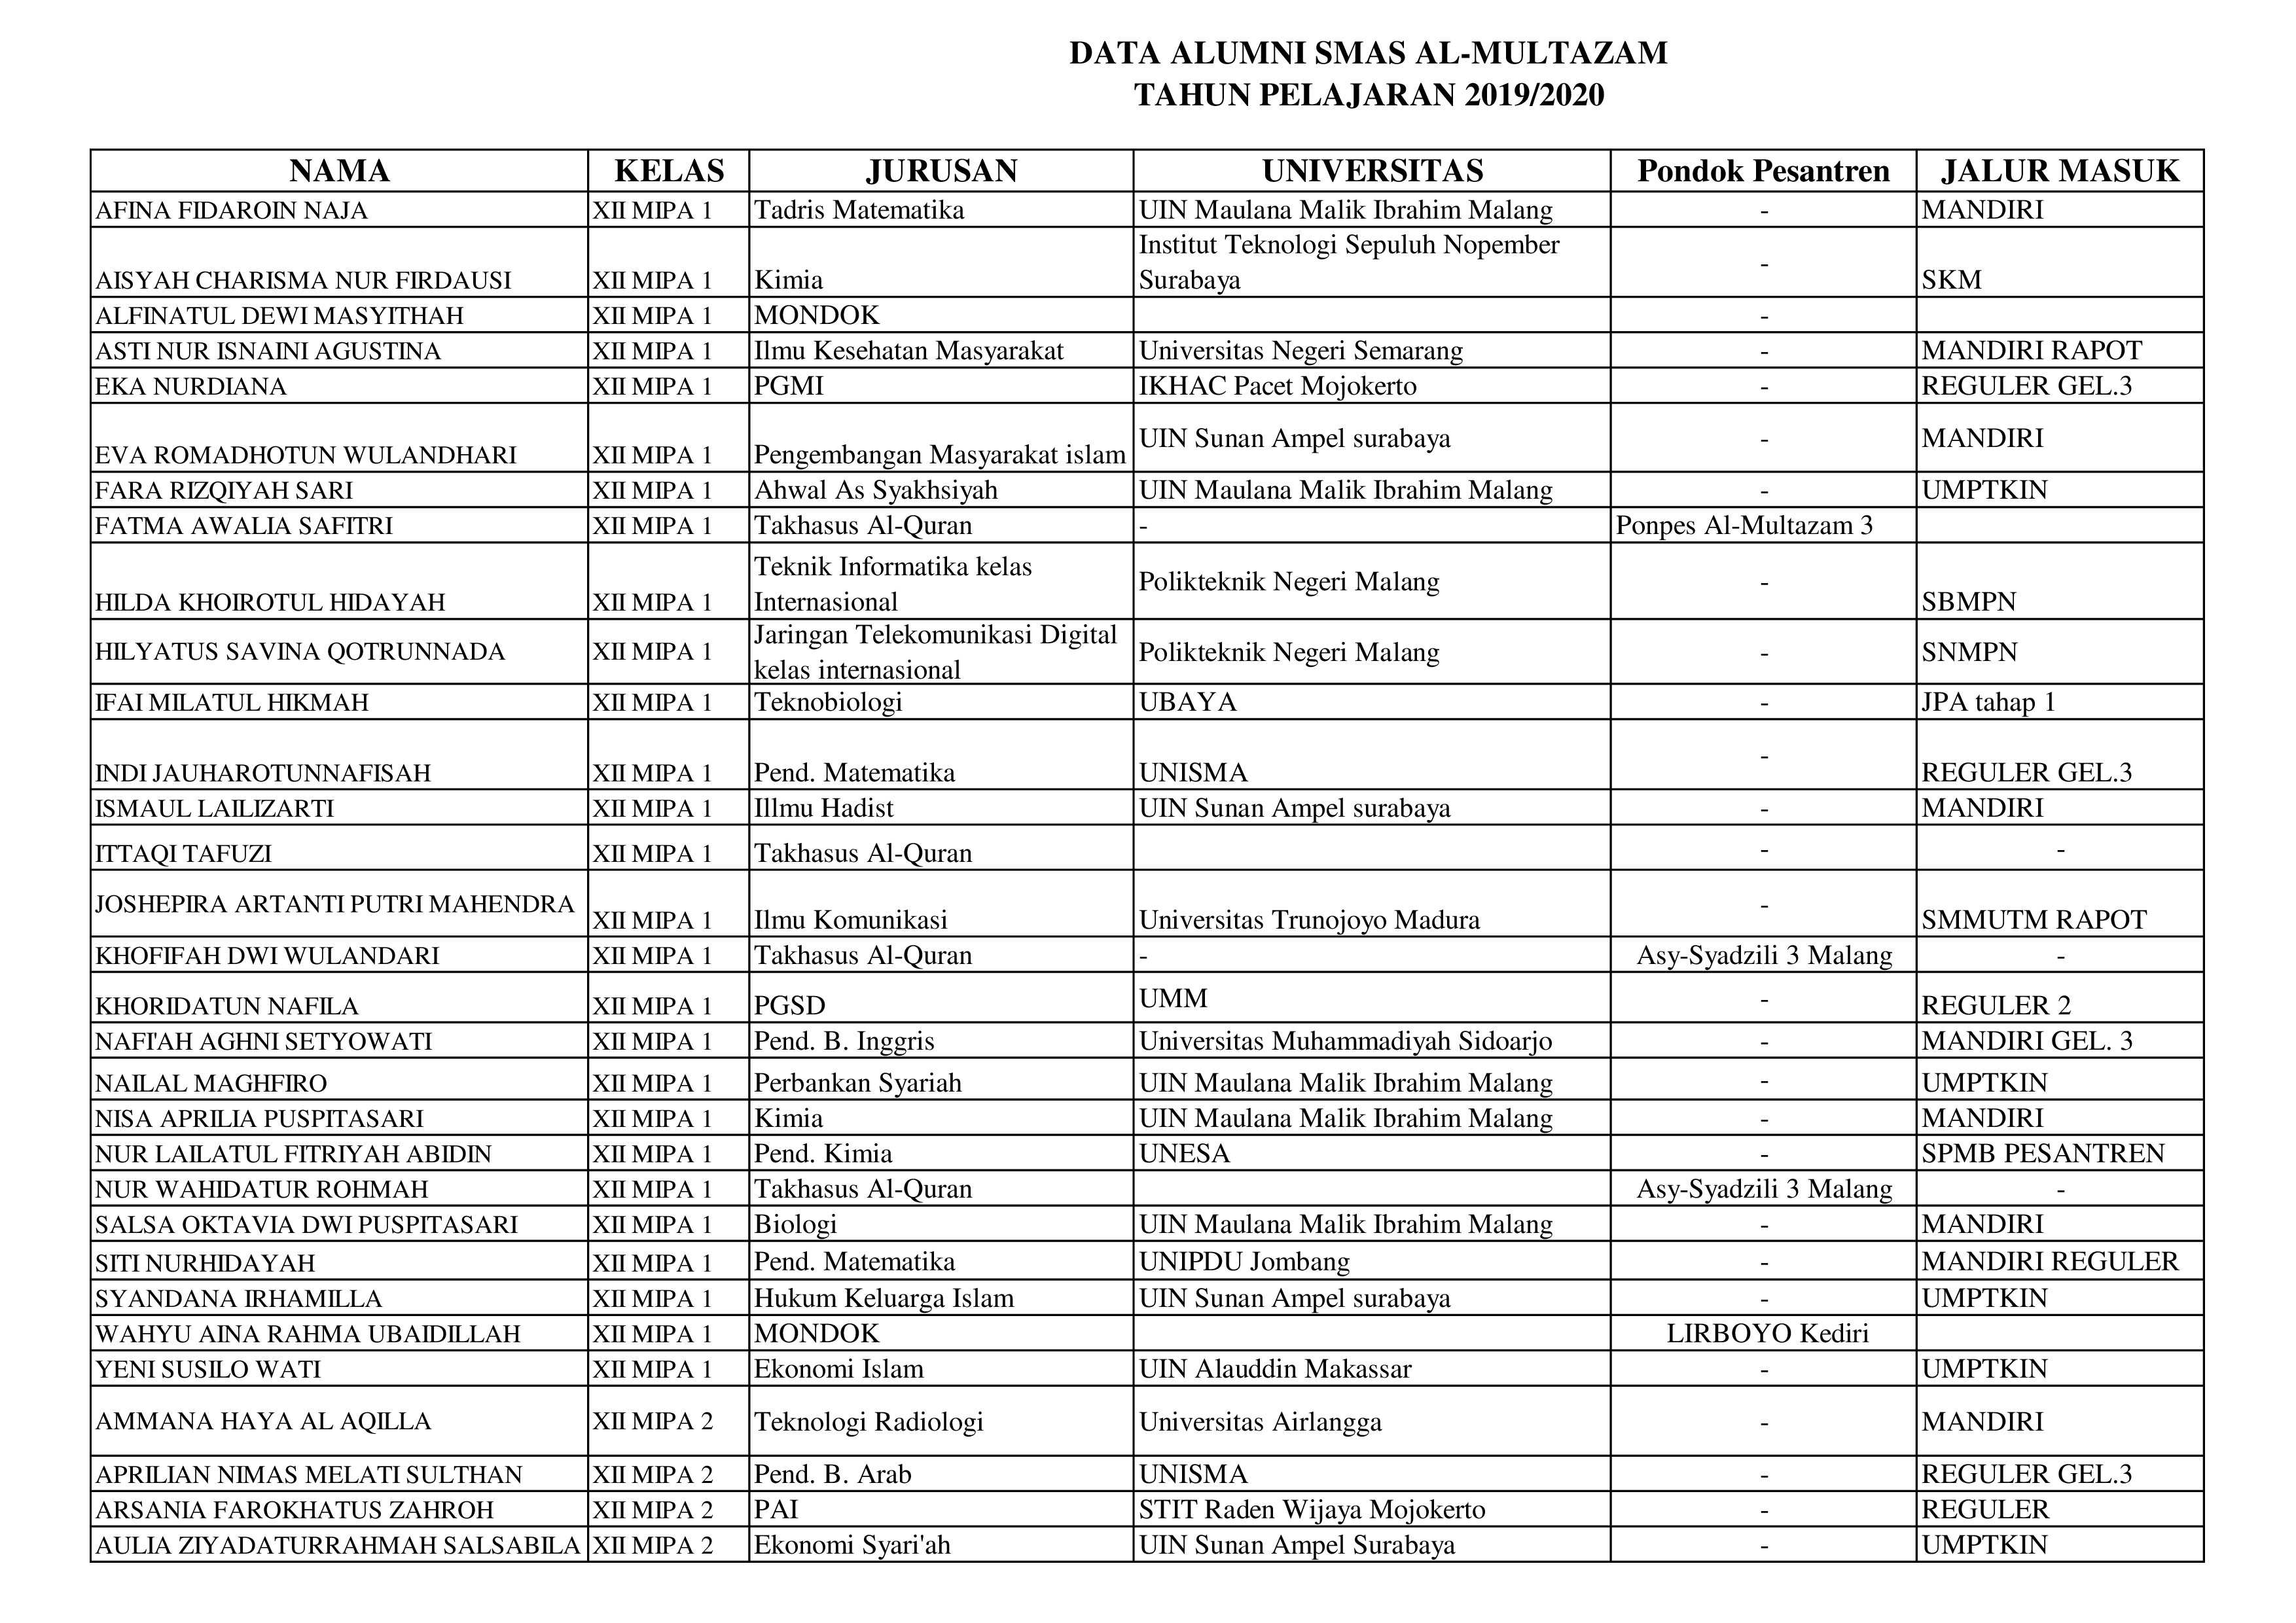 DATA ALUMNI SMAS AL-MULTAZAM
TAHUN PELAJARAN 2019/2020
NAMA KELAS JURUSAN UNIVERSITAS Pondok Pesantren JALUR MASUK
AFINA FIDAROIN NAJA XII MIPA 1 Tadris Matematika UIN Maulana Malik Ibrahim Malang - MANDIRI
Institut Teknologi Sepuluh Nopember
AISYAH CHARISMA NUR FIRDAUSI XII MIPA 1 Kimia Surabaya - SKM
ALFINATUL DEWI MASYITHAH XII MIPA 1 MONDOK -
ASTI NUR ISNAINI AGUSTINA XII MIPA 1 Ilmu Kesehatan Masyarakat Universitas Negeri Semarang - MANDIRI RAPOT
EKA NURDIANA XII MIPA 1 PGMI IKHAC Pacet Mojokerto - REGULER GEL.3
EVA ROMADHOTUN WULANDHARI XII MIPA 1 Pengembangan Masyarakat islam UIN Sunan Ampel surabaya - MANDIRI
FARA RIZQIYAH SARI XII MIPA 1 Ahwal As Syakhsiyah UIN Maulana Malik Ibrahim Malang - UMPTKIN
FATMA AWALIA SAFITRI XII MIPA 1 Takhasus Al-Quran - Ponpes Al-Multazam 3
Teknik Informatika kelas
HILDA KHOIROTUL HIDAYAH XII MIPA 1 Internasional Polikteknik Negeri Malang - SBMPN
Jaringan Telekomunikasi Digital
HILYATUS SAVINA QOTRUNNADA XII MIPA 1 kelas internasional Polikteknik Negeri Malang - SNMPN
IFAI MILATUL HIKMAH XII MIPA 1 Teknobiologi UBAYA - JPA tahap 1
INDI JAUHAROTUNNAFISAH XII MIPA 1 Pend. Matematika UNISMA - REGULER GEL.3
ISMAUL LAILIZARTI XII MIPA 1 Illmu Hadist UIN Sunan Ampel surabaya - MANDIRI
ITTAQI TAFUZI XII MIPA 1 Takhasus Al-Quran - -
JOSHEPIRA ARTANTI PUTRI MAHENDRA XII MIPA 1 Ilmu Komunikasi Universitas Trunojoyo Madura - SMMUTM RAPOT
KHOFIFAH DWI WULANDARI XII MIPA 1 Takhasus Al-Quran - Asy-Syadzili 3 Malang -
KHORIDATUN NAFILA XII MIPA 1 PGSD UMM - REGULER 2
NAFI'AH AGHNI SETYOWATI XII MIPA 1 Pend. B. Inggris Universitas Muhammadiyah Sidoarjo - MANDIRI GEL. 3
NAILAL MAGHFIRO XII MIPA 1 Perbankan Syariah UIN Maulana Malik Ibrahim Malang - UMPTKIN
NISA APRILIA PUSPITASARI XII MIPA 1 Kimia UIN Maulana Malik Ibrahim Malang - MANDIRI
NUR LAILATUL FITRIYAH ABIDIN XII MIPA 1 Pend. Kimia UNESA - SPMB PESANTREN
NUR WAHIDATUR ROHMAH XII MIPA 1 Takhasus Al-Quran Asy-Syadzili 3 Malang -
SALSA OKTAVIA DWI PUSPITASARI XII MIPA 1 Biologi UIN Maulana Malik Ibrahim Malang - MANDIRI
SITI NURHIDAYAH XII MIPA 1 Pend. Matematika UNIPDU Jombang - MANDIRI REGULER
SYANDANA IRHAMILLA XII MIPA 1 Hukum Keluarga Islam UIN Sunan Ampel surabaya - UMPTKIN
WAHYU AINA RAHMA UBAIDILLAH XII MIPA 1 MONDOK LIRBOYO Kediri
YENI SUSILO WATI XII MIPA 1 Ekonomi Islam UIN Alauddin Makassar - UMPTKIN
AMMANA HAYA AL AQILLA XII MIPA 2 Teknologi Radiologi Universitas Airlangga - MANDIRI
APRILIAN NIMAS MELATI SULTHAN XII MIPA 2 Pend. B. Arab UNISMA - REGULER GEL.3
ARSANIA FAROKHATUS ZAHROH XII MIPA 2 PAI STIT Raden Wijaya Mojokerto - REGULER
AULIA ZIYADATURRAHMAH SALSABILA XII MIPA 2 Ekonomi Syari'ah UIN Sunan Ampel Surabaya - UMPTKIN